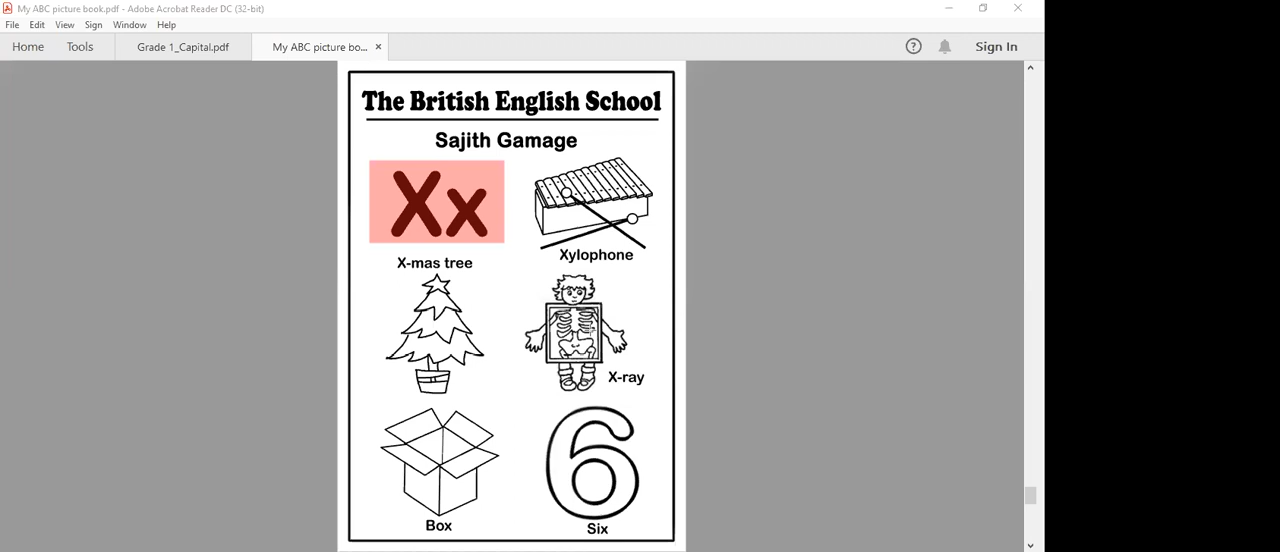 My ABC picture book.pdf - Adobe Acrobat Reader DC (32-bit)
File Edit View Sign Window Help
Home Tools Grade 1_Capital.pdf My ABC picture bo... × ? Sign In
The British English School
Sajith Gamage
Xx
Xylophone
X-mas tree
X-ray
6
Box
Six